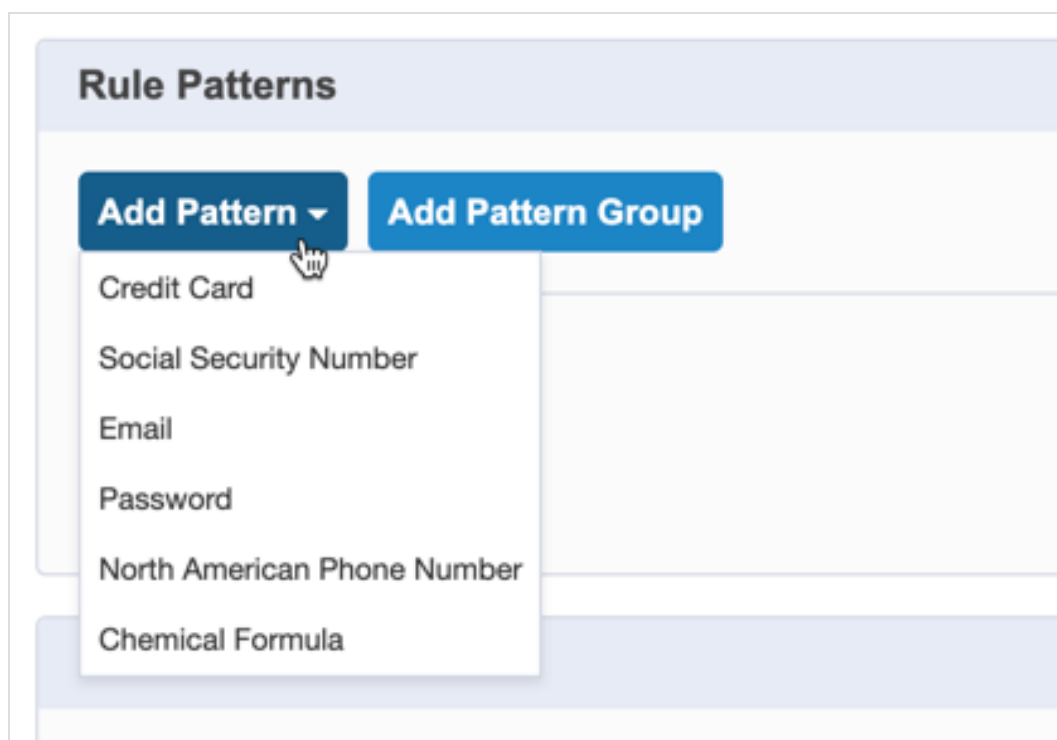 Rule Patterns
Add Pattern
Add Pattern Group
Credit Card
Social Security Number
Email
Password
North American Phone Number
Chemical Formula